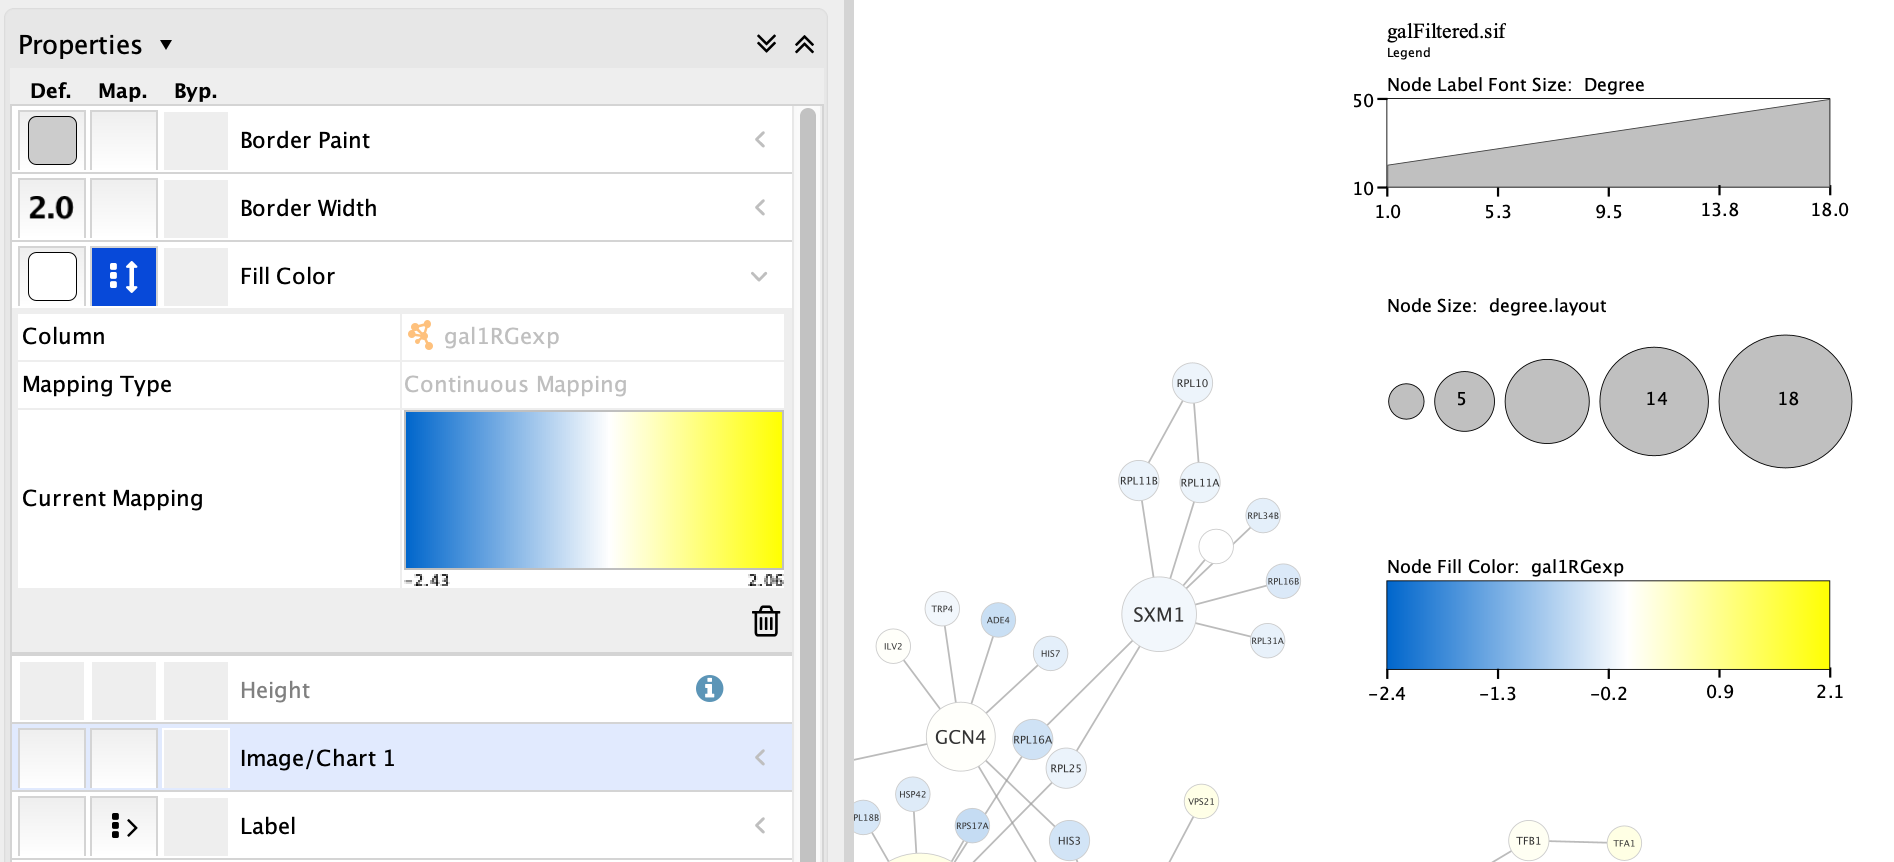 Properties
Def. Map. Byp.
Border Paint
2.0 Border Width
Fill Color
Column gal1RGexp
Mapping Type Continuous Mapping
Current Mapping
-2.43 2.06
Height
Image/Chart 1
Label
galFiltered.sif
Legend
Node Label Font Size: Degree
50
10
1.0 5.3 9.5 13.8 18.0
Node Size: degree.layout
5 14 18
Node Fill Color: gal1RGexp
-2.4 -1.3 -0.2 0.9 2.1
RPL10
RPL11B RPL11A
RPL34B
RPL16B
SXM1
RPL31A
TRP4 ADE4
ILV2 HIS7
GCN4 RPL16A
RPL25
HSP42 VPS21
PL18B RPS17A
HIS3
TFB1 TFA1